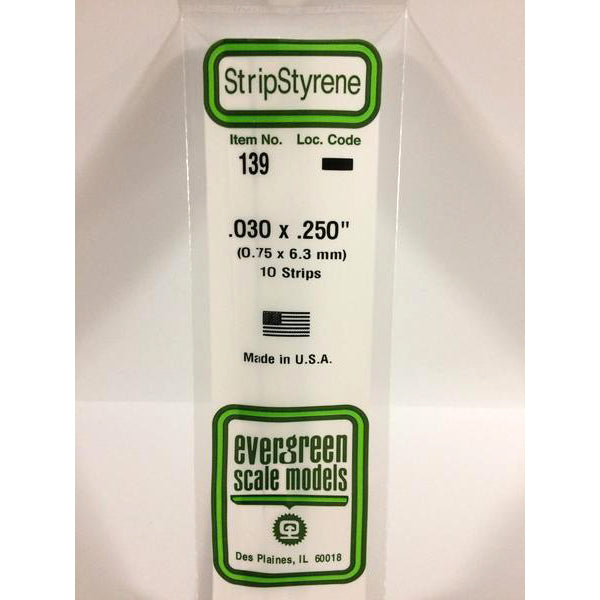 StripStyrene
Item No. Loc. Code
139
.030 x .250"
(0.75 x 6.3 mm)
10 Strips
Made in U.S.A.
evergreen
scale models
Des Plaines, IL 60018